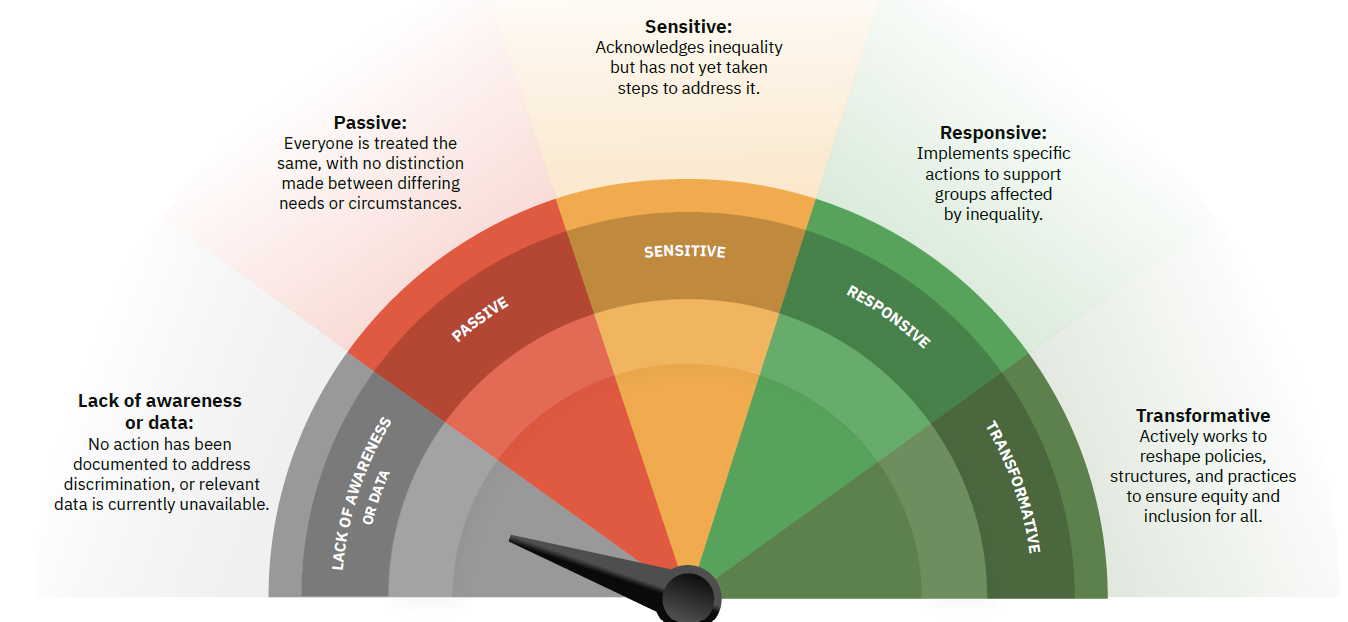 Sensitive:
Acknowledges inequality
but has not yet taken
steps to address it.
Passive:
Everyone is treated the
same, with no distinction
made between differing
needs or circumstances.
Responsive:
Implements specific
actions to support
groups affected
by inequality.
Lack of awareness
or data:
No action has been
documented to address
discrimination, or relevant
data is currently unavailable.
Transformative
Actively works to
reshape policies,
structures, and practices
to ensure equity and
inclusion for all.
LACK OF AWARENESS
OR DATA
PASSIVE
SENSITIVE
RESPONSIVE
TRANSFORMATIVE